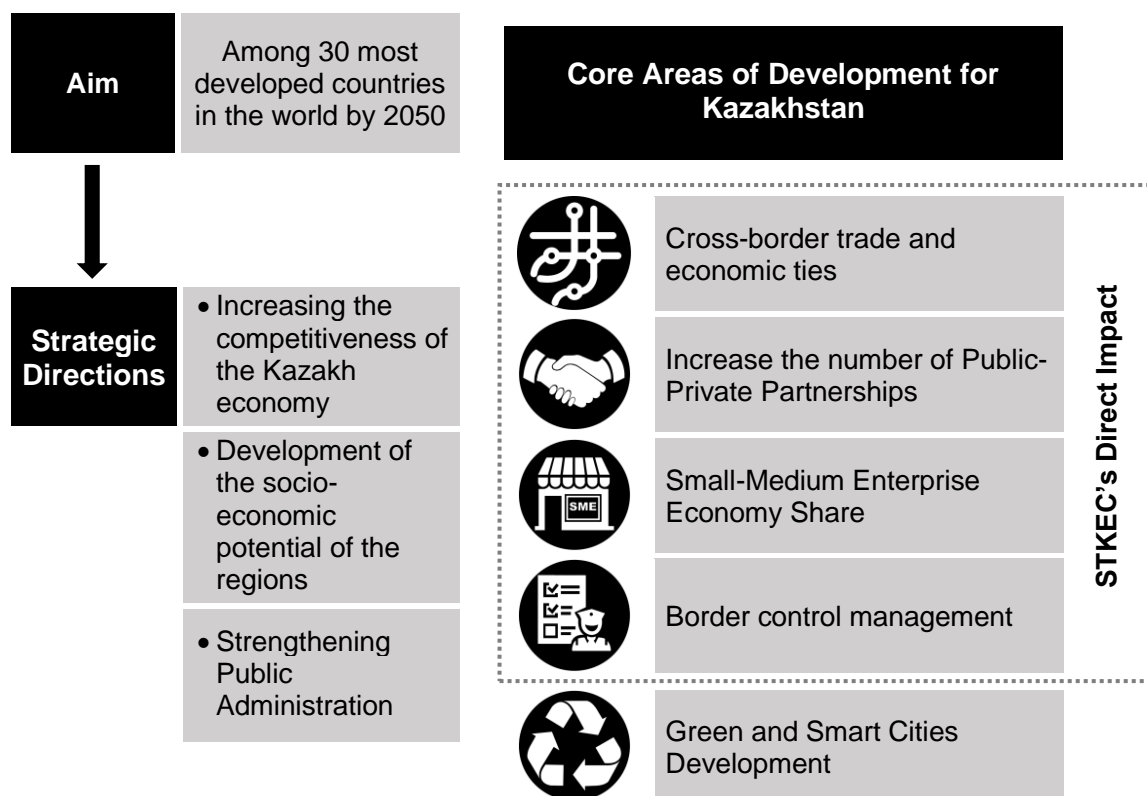 Aim
Among 30 most
developed countries
in the world by 2050
Strategic
Directions
• Increasing the
competitiveness of
the Kazakh
economy
• Development of
the socio-
economic
potential of the
regions
• Strengthening
Public
Administration
Core Areas of Development for
Kazakhstan
Cross-border trade and
economic ties
Increase the number of Public-
Private Partnerships
SME
Small-Medium Enterprise
Economy Share
Border control management
Green and Smart Cities
Development
STKEC’s Direct Impact